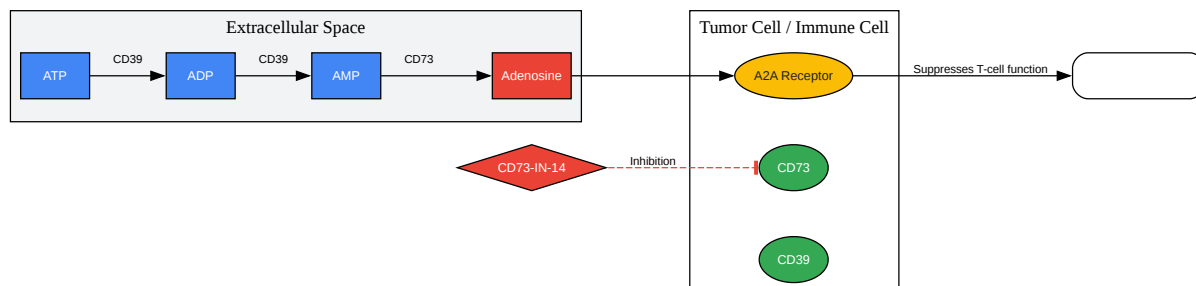 Extracellular Space
Tumor Cell / Immune Cell
ATP
CD39
ADP
CD39
AMP
CD73
Adenosine
A2A Receptor
Suppresses T-cell function
CD73-IN-14
Inhibition
CD73
CD39